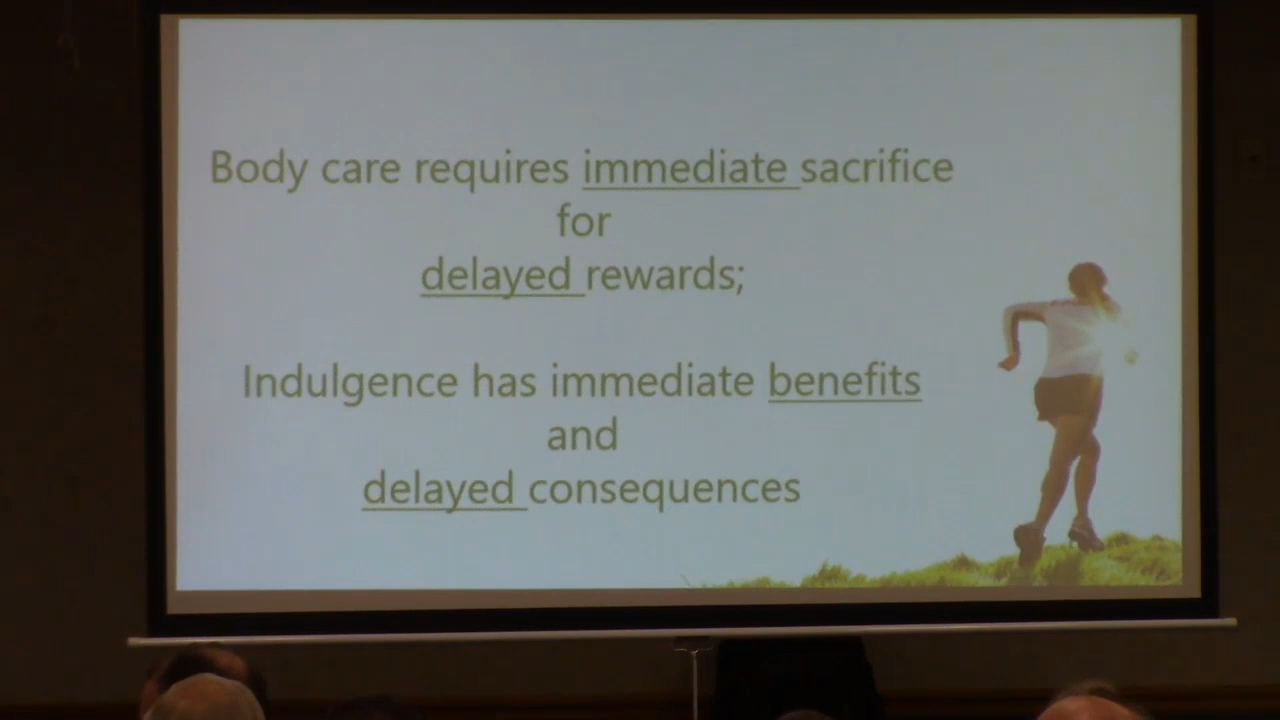 Body care requires immediate sacrifice
for
delayed rewards;
Indulgence has immediate benefits
and
delayed consequences